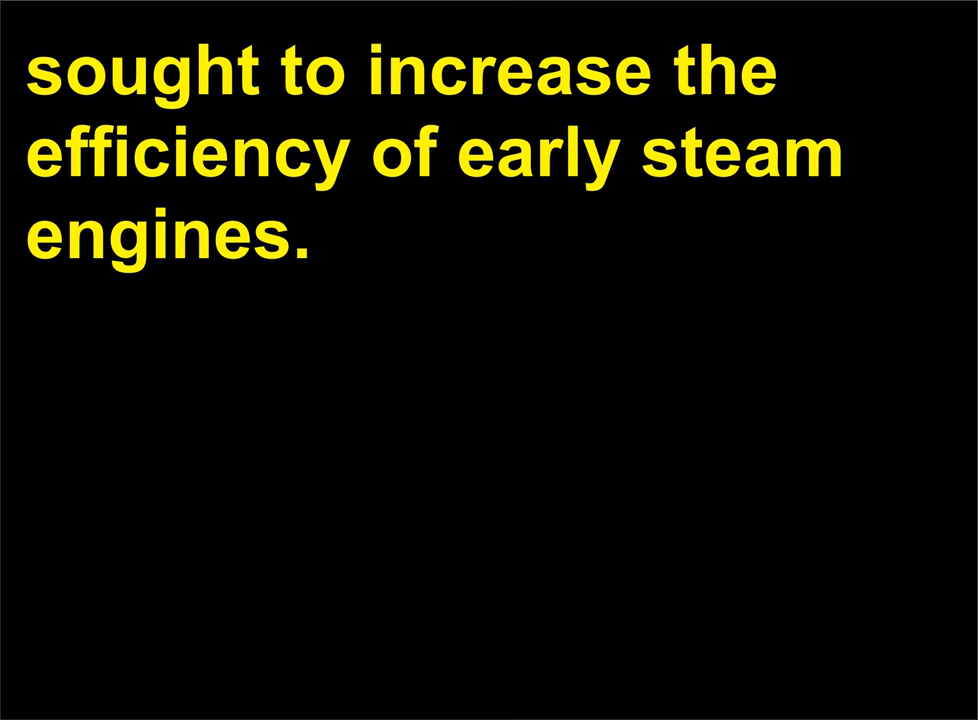 sought to increase the
efficiency of early steam
engines.